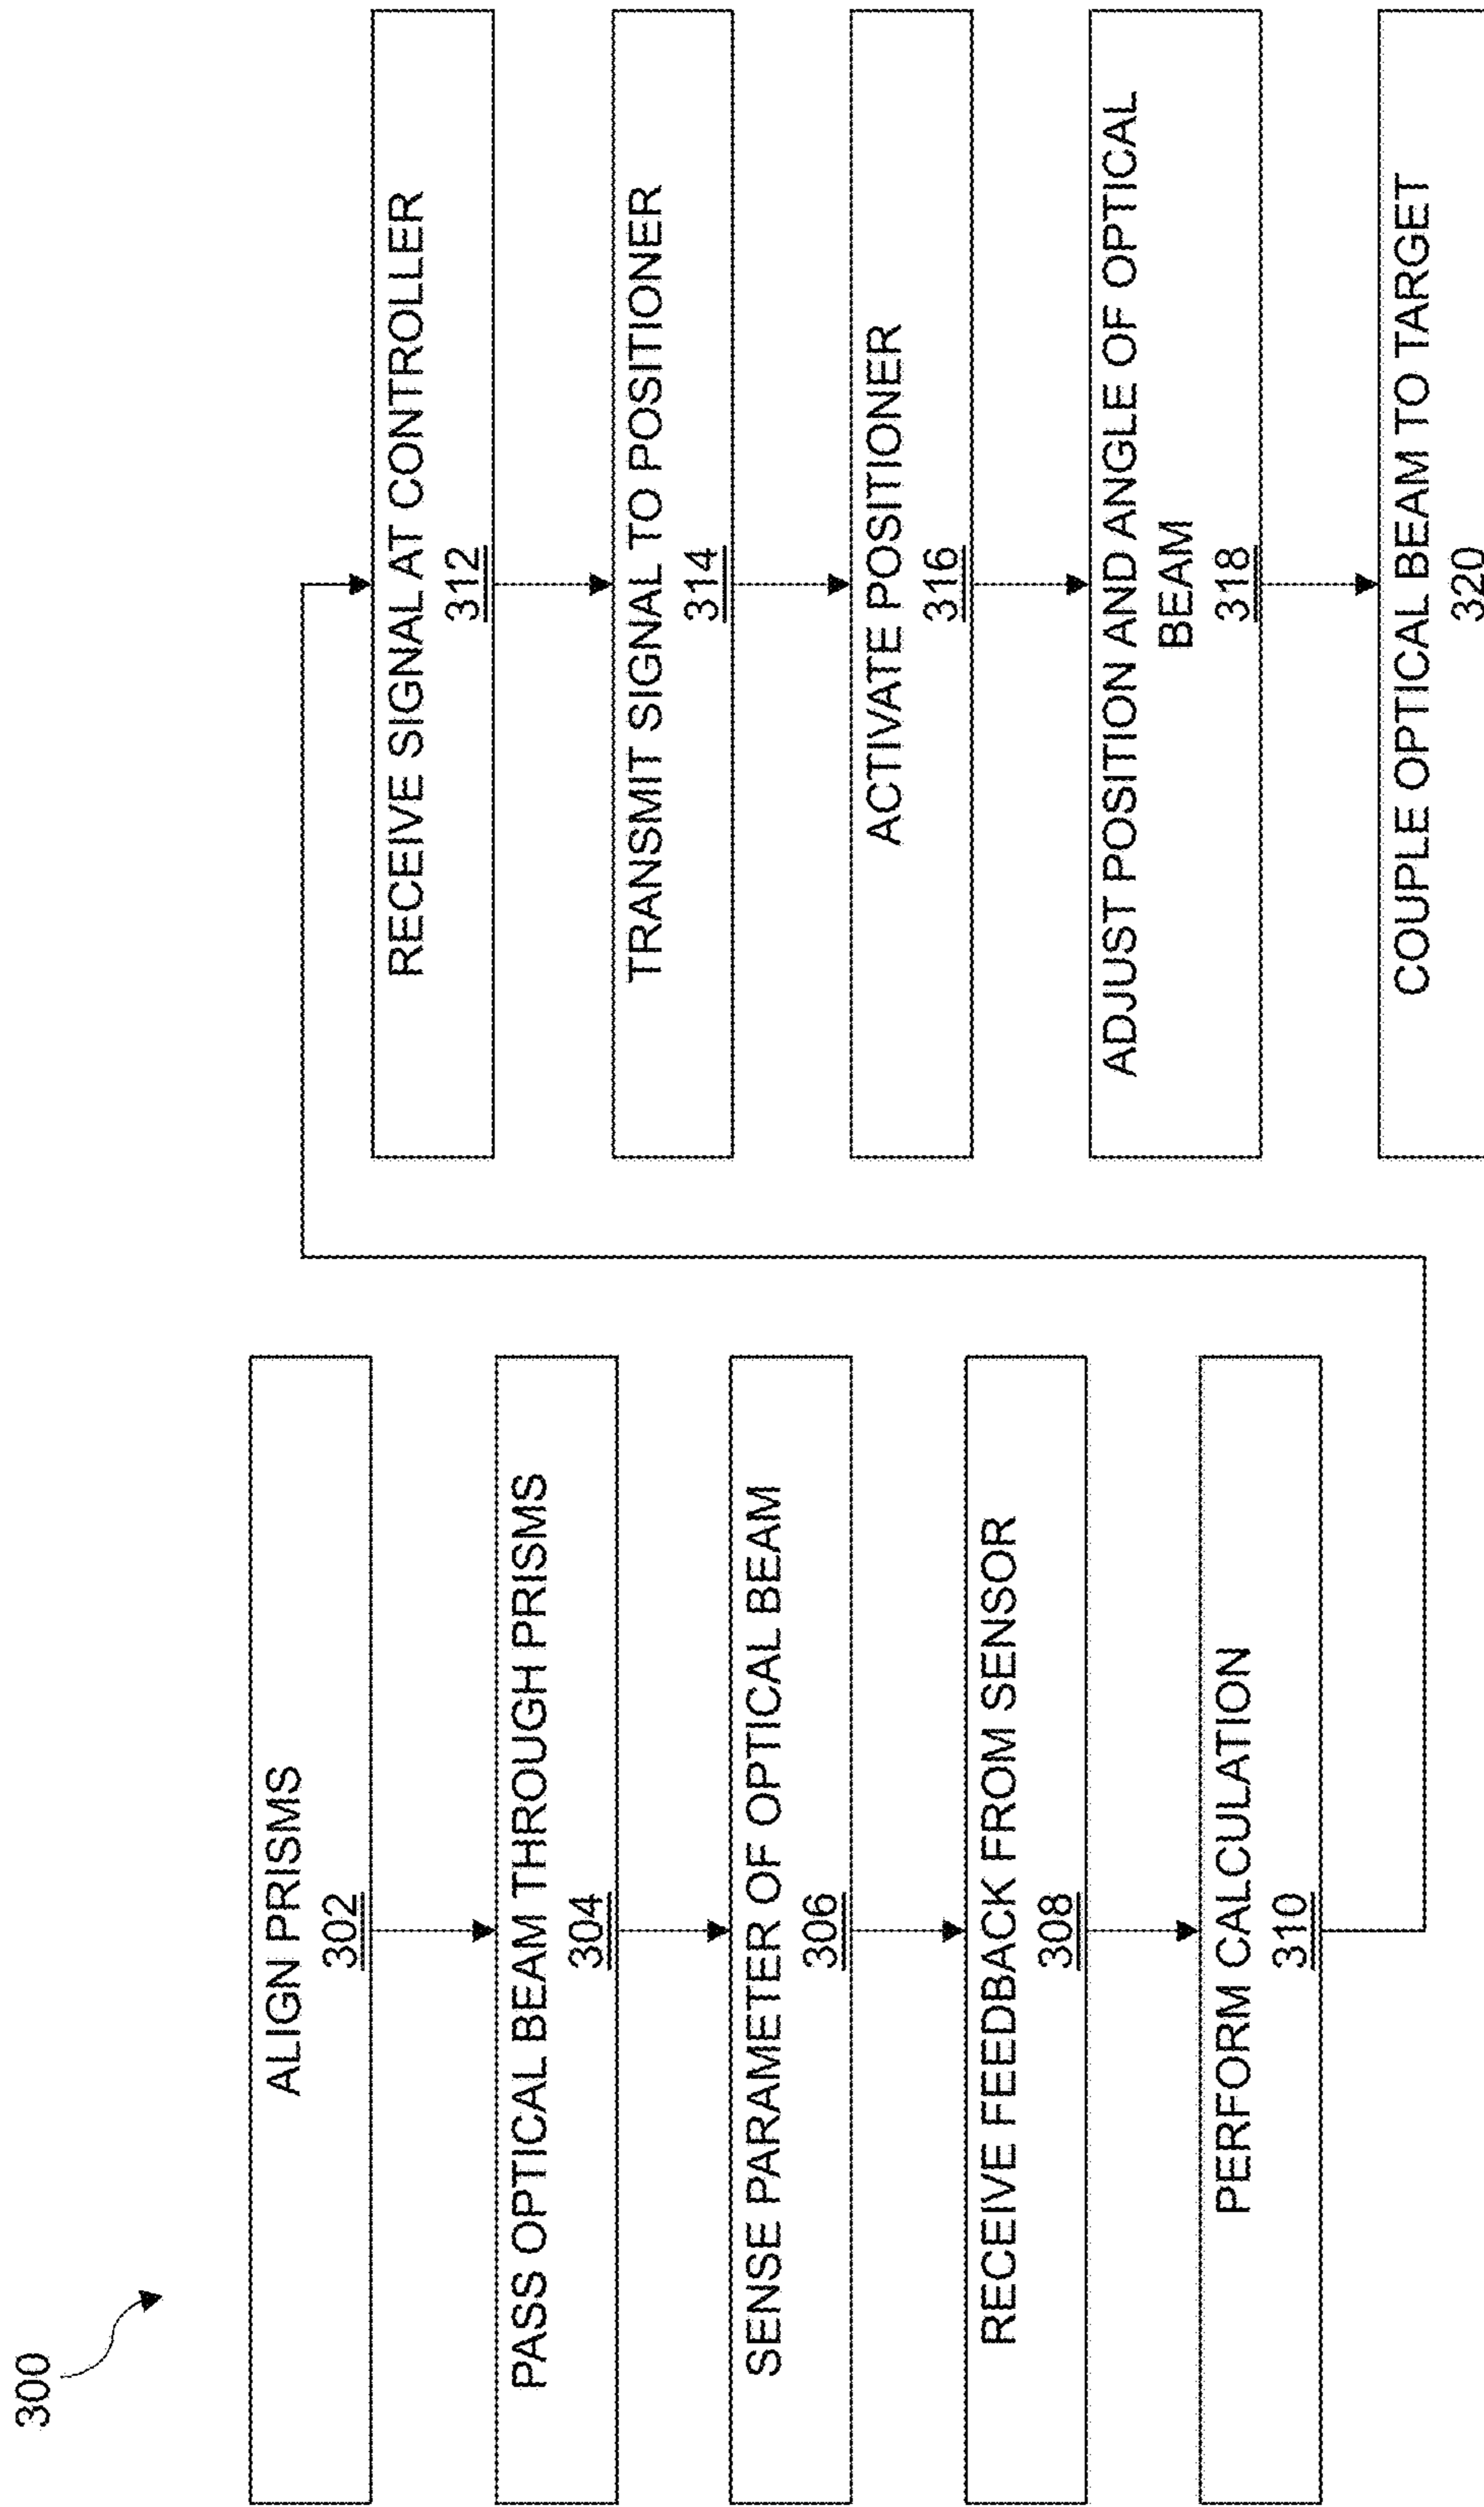 300
ALIGN PRISMS
302
PASS OPTICAL BEAM THROUGH PRISMS
304
SENSE PARAMETER OF OPTICAL BEAM
306
RECEIVE FEEDBACK FROM SENSOR
308
PERFORM CALCULATION
310
RECEIVE SIGNAL AT CONTROLLER
312
TRANSMIT SIGNAL TO POSITIONER
314
ACTIVATE POSITIONER
316
ADJUST POSITION AND ANGLE OF OPTICAL
BEAM
318
COUPLE OPTICAL BEAM TO TARGET
320